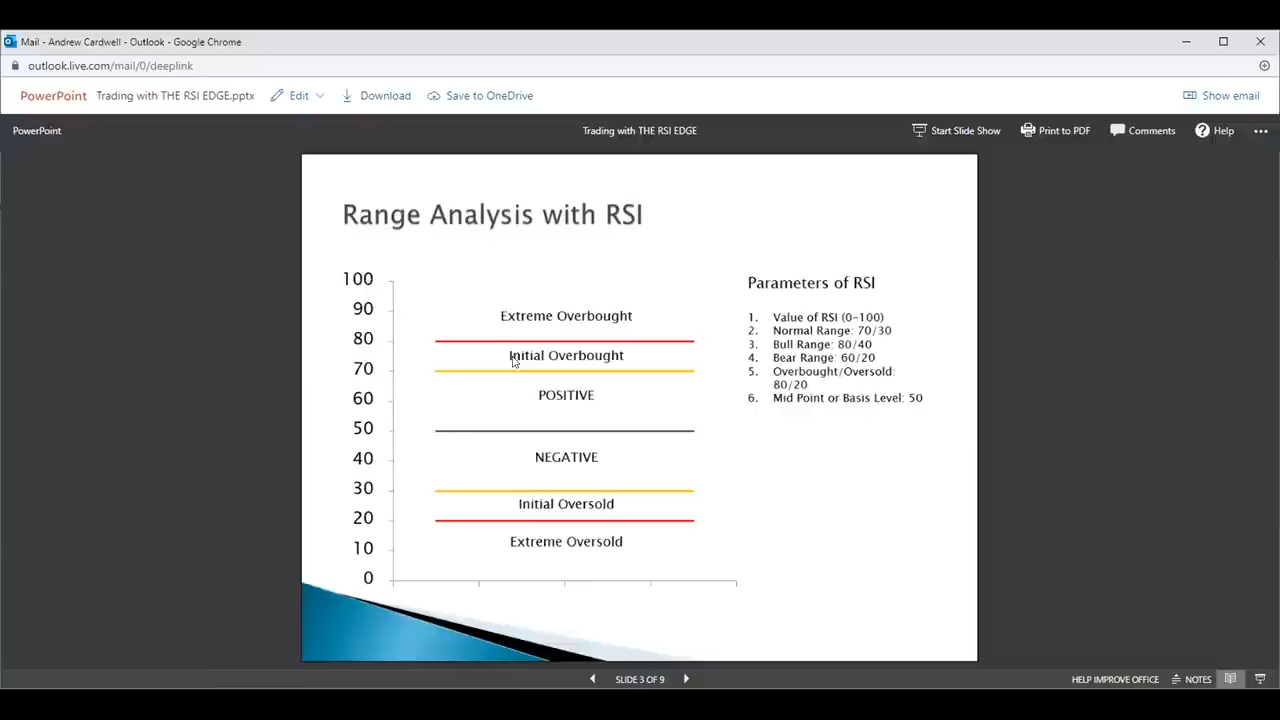 Mail - Andrew Cardwell - Outlook - Google Chrome
outlook.live.com/mail/0/deeplink
PowerPoint Trading with THE RSI EDGE.pptx Edit Download Save to OneDrive Show email
PowerPoint Trading with THE RSI EDGE Start Slide Show Print to PDF Comments Help
Range Analysis with RSI
100
90
80
70
60
50
40
30
20
10
0
Extreme Overbought
Initial Overbought
POSITIVE
NEGATIVE
Initial Oversold
Extreme Oversold
Parameters of RSI
1. Value of RSI (0-100)
2. Normal Range: 70/30
3. Bull Range: 80/40
4. Bear Range: 60/20
5. Overbought/Oversold:
80/20
6. Mid Point or Basis Level: 50
SLIDE 3 OF 9 HELP IMPROVE OFFICE NOTES